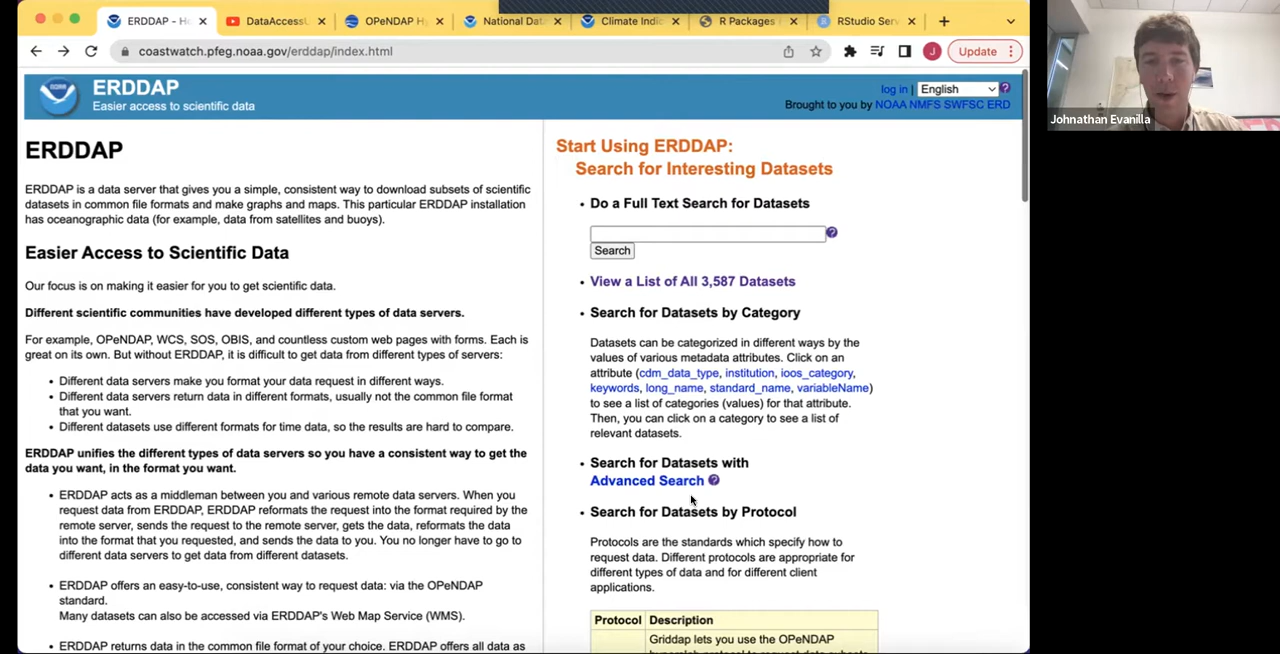 ERDDAP - Ho
DataAccessU
OPeNDAP Hy
National Dat
Climate Indic
R Packages
RStudio Serv
coastwatch.pfeg.noaa.gov/erddap/index.html
J
Update
Johnathan Evanilla
ERDDAP
Easier access to scientific data
log in | English
Brought to you by NOAA NMFS SWFSC ERD
ERDDAP
ERDDAP is a data server that gives you a simple, consistent way to download subsets of scientific
datasets in common file formats and make graphs and maps. This particular ERDDAP installation
has oceanographic data (for example, data from satellites and buoys).
Easier Access to Scientific Data
Our focus is on making it easier for you to get scientific data.
Different scientific communities have developed different types of data servers.
For example, OPeNDAP, WCS, SOS, OBIS, and countless custom web pages with forms. Each is
great on its own. But without ERDDAP, it is difficult to get data from different types of servers:
• Different data servers make you format your data request in different ways.
• Different data servers return data in different formats, usually not the common file format
that you want.
• Different datasets use different formats for time data, so the results are hard to compare.
ERDDAP unifies the different types of data servers so you have a consistent way to get the
data you want, in the format you want.
• ERDDAP acts as a middleman between you and various remote data servers. When you
request data from ERDDAP, ERDDAP reformats the request into the format required by the
remote server, sends the request to the remote server, gets the data, reformats the data
into the format that you requested, and sends the data to you. You no longer have to go to
different data servers to get data from different datasets.
• ERDDAP offers an easy-to-use, consistent way to request data: via the OPeNDAP
standard.
Many datasets can also be accessed via ERDDAP's Web Map Service (WMS).
• ERDDAP returns data in the common file format of your choice. ERDDAP offers all data as
Start Using ERDDAP:
Search for Interesting Datasets
• Do a Full Text Search for Datasets
?
Search
• View a List of All 3,587 Datasets
• Search for Datasets by Category
Datasets can be categorized in different ways by the
values of various metadata attributes. Click on an
attribute (cdm_data_type, institution, ioos_category,
keywords, long_name, standard_name, variableName)
to see a list of categories (values) for that attribute.
Then, you can click on a category to see a list of
relevant datasets.
• Search for Datasets with
Advanced Search ?
• Search for Datasets by Protocol
Protocols are the standards which specify how to
request data. Different protocols are appropriate for
different types of data and for different client
applications.
Protocol Description
Griddap lets you use the OPeNDAP